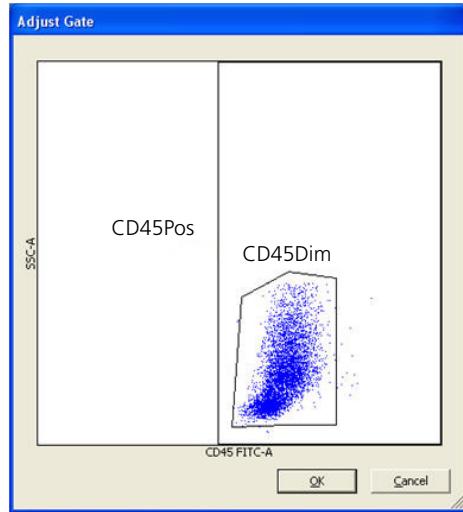 Adjust Gate
CD45Pos
CD45Dim
SSC-A
CD45 FITC-A
OK
Cancel